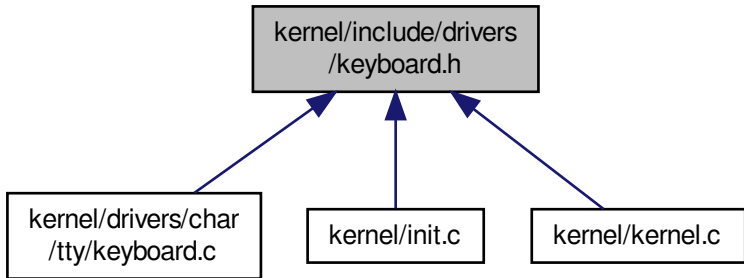 kernel/include/drivers
/keyboard.h
kernel/drivers/char
/tty/keyboard.c
kernel/init.c
kernel/kernel.c